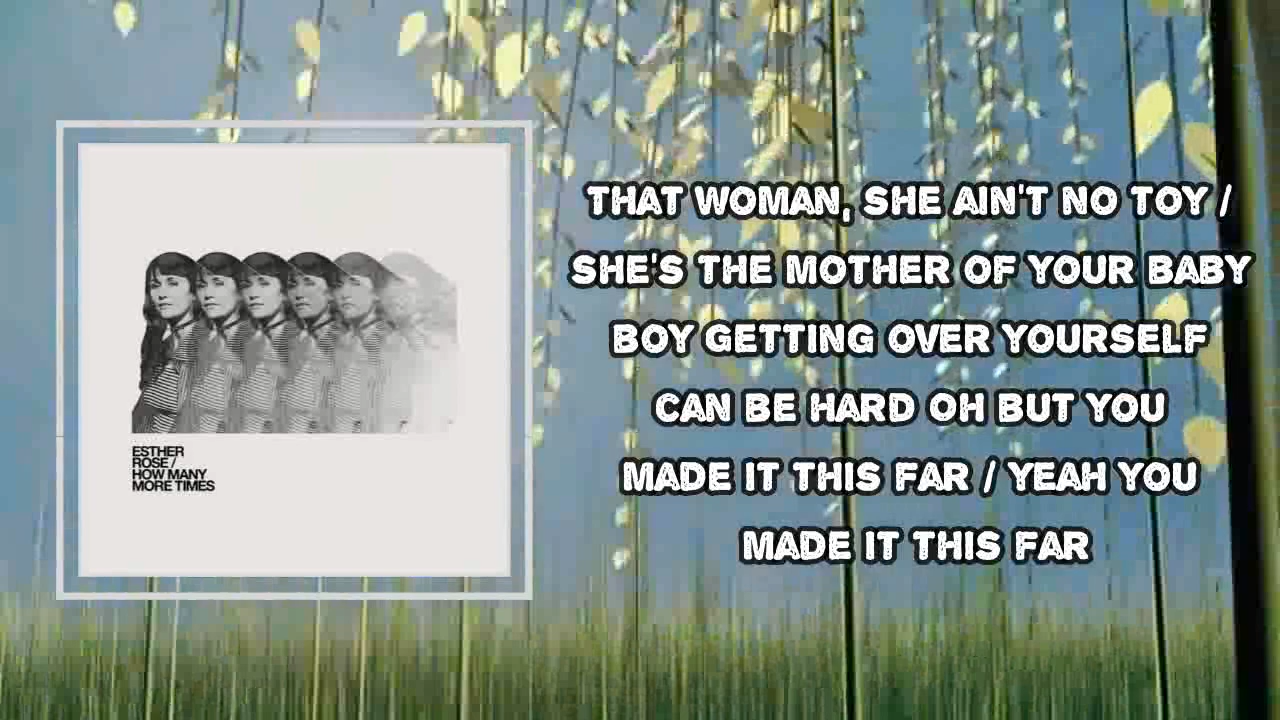 ESTHER
ROSE/
HOW MANY
MORE TIMES
THAT WOMAN, SHE AIN'T NO TOY /
SHE'S THE MOTHER OF YOUR BABY
BOY GETTING OVER YOURSELF
CAN BE HARD OH BUT YOU
MADE IT THIS FAR / YEAH YOU
MADE IT THIS FAR